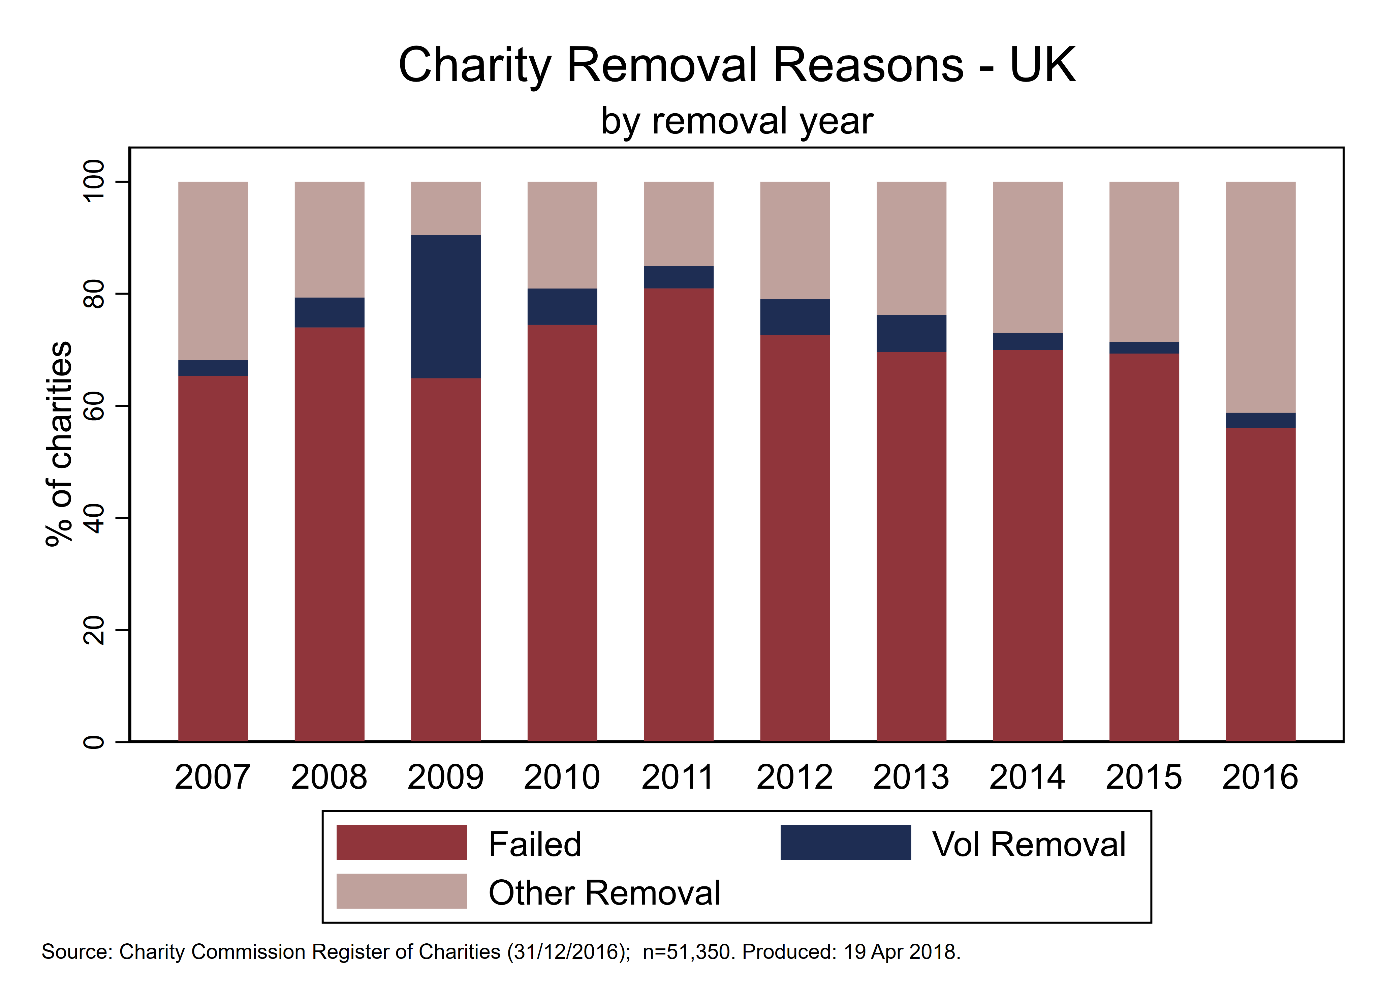 Charity Removal Reasons - UK
by removal year
% of charities
100
80
60
40
20
0
2007 2008 2009 2010 2011 2012 2013 2014 2015 2016
Failed Vol Removal
Other Removal
Source: Charity Commission Register of Charities (31/12/2016);  n=51,350. Produced: 19 Apr 2018.